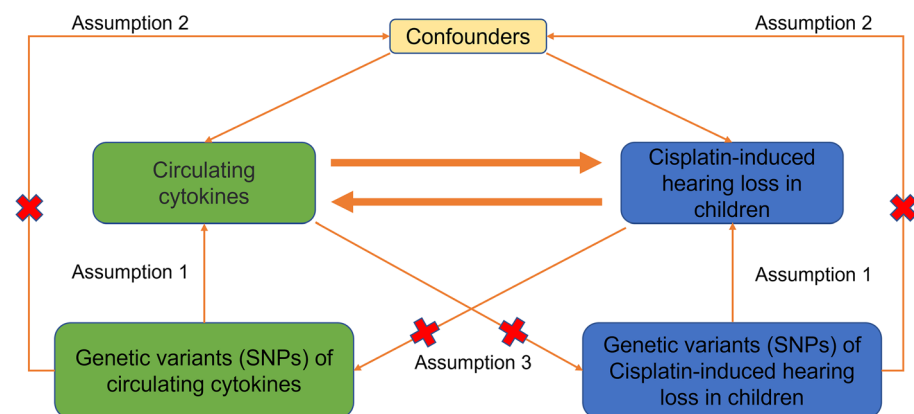 Assumption 2
Confounders
Assumption 2
Circulating
cytokines
Cisplatin-induced
hearing loss in
children
Assumption 1
Assumption 1
Genetic variants (SNPs) of
circulating cytokines
Assumption 3
Genetic variants (SNPs) of
Cisplatin-induced hearing
loss in children